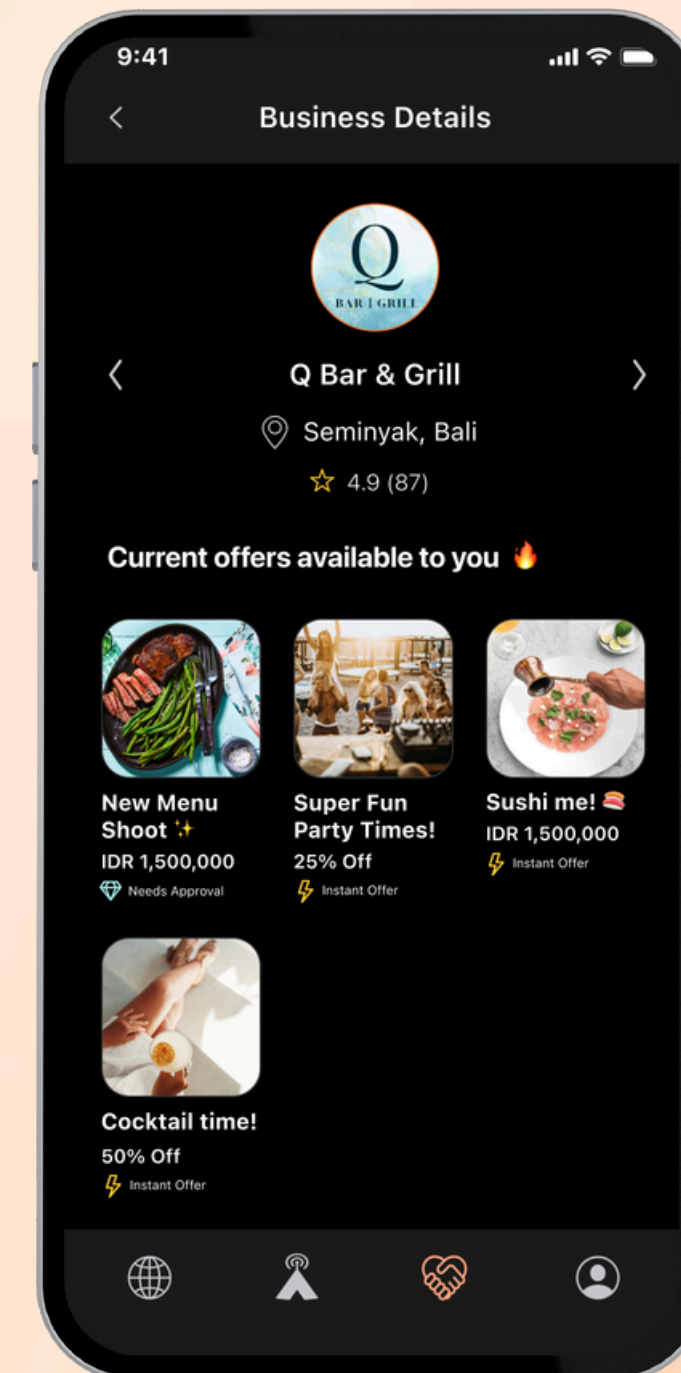 9:41
Business Details
Q
BAR | GRILL
Q Bar & Grill
Seminyak, Bali
4.9 (87)
Current offers available to you 🔥
New Menu
Shoot ✨
IDR 1,500,000
Needs Approval
Super Fun
Party Times!
25% Off
Instant Offer
Sushi me! 🍣
IDR 1,500,000
Instant Offer
Cocktail time!
50% Off
Instant Offer